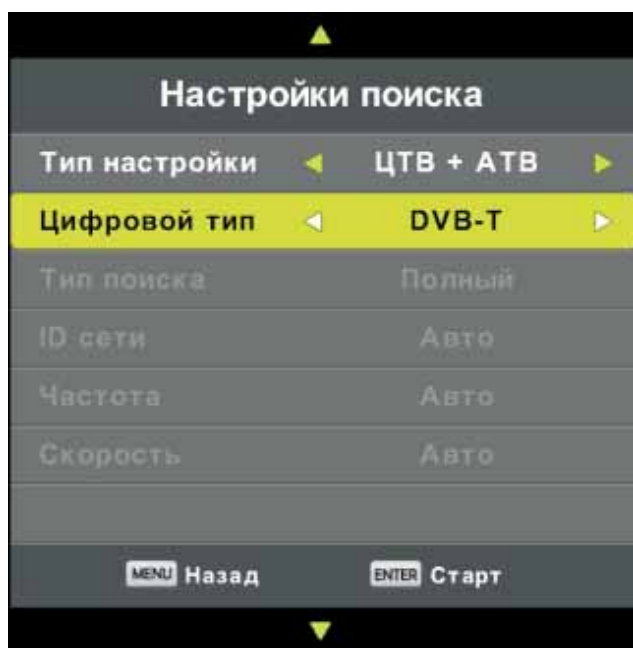 Настройки поиска
Тип настройки ЦТВ + АТВ
Цифровой тип DVB-T
Тип поиска Полный
ID сети Авто
Частота Авто
Скорость Авто
MENU Назад ENTER Старт